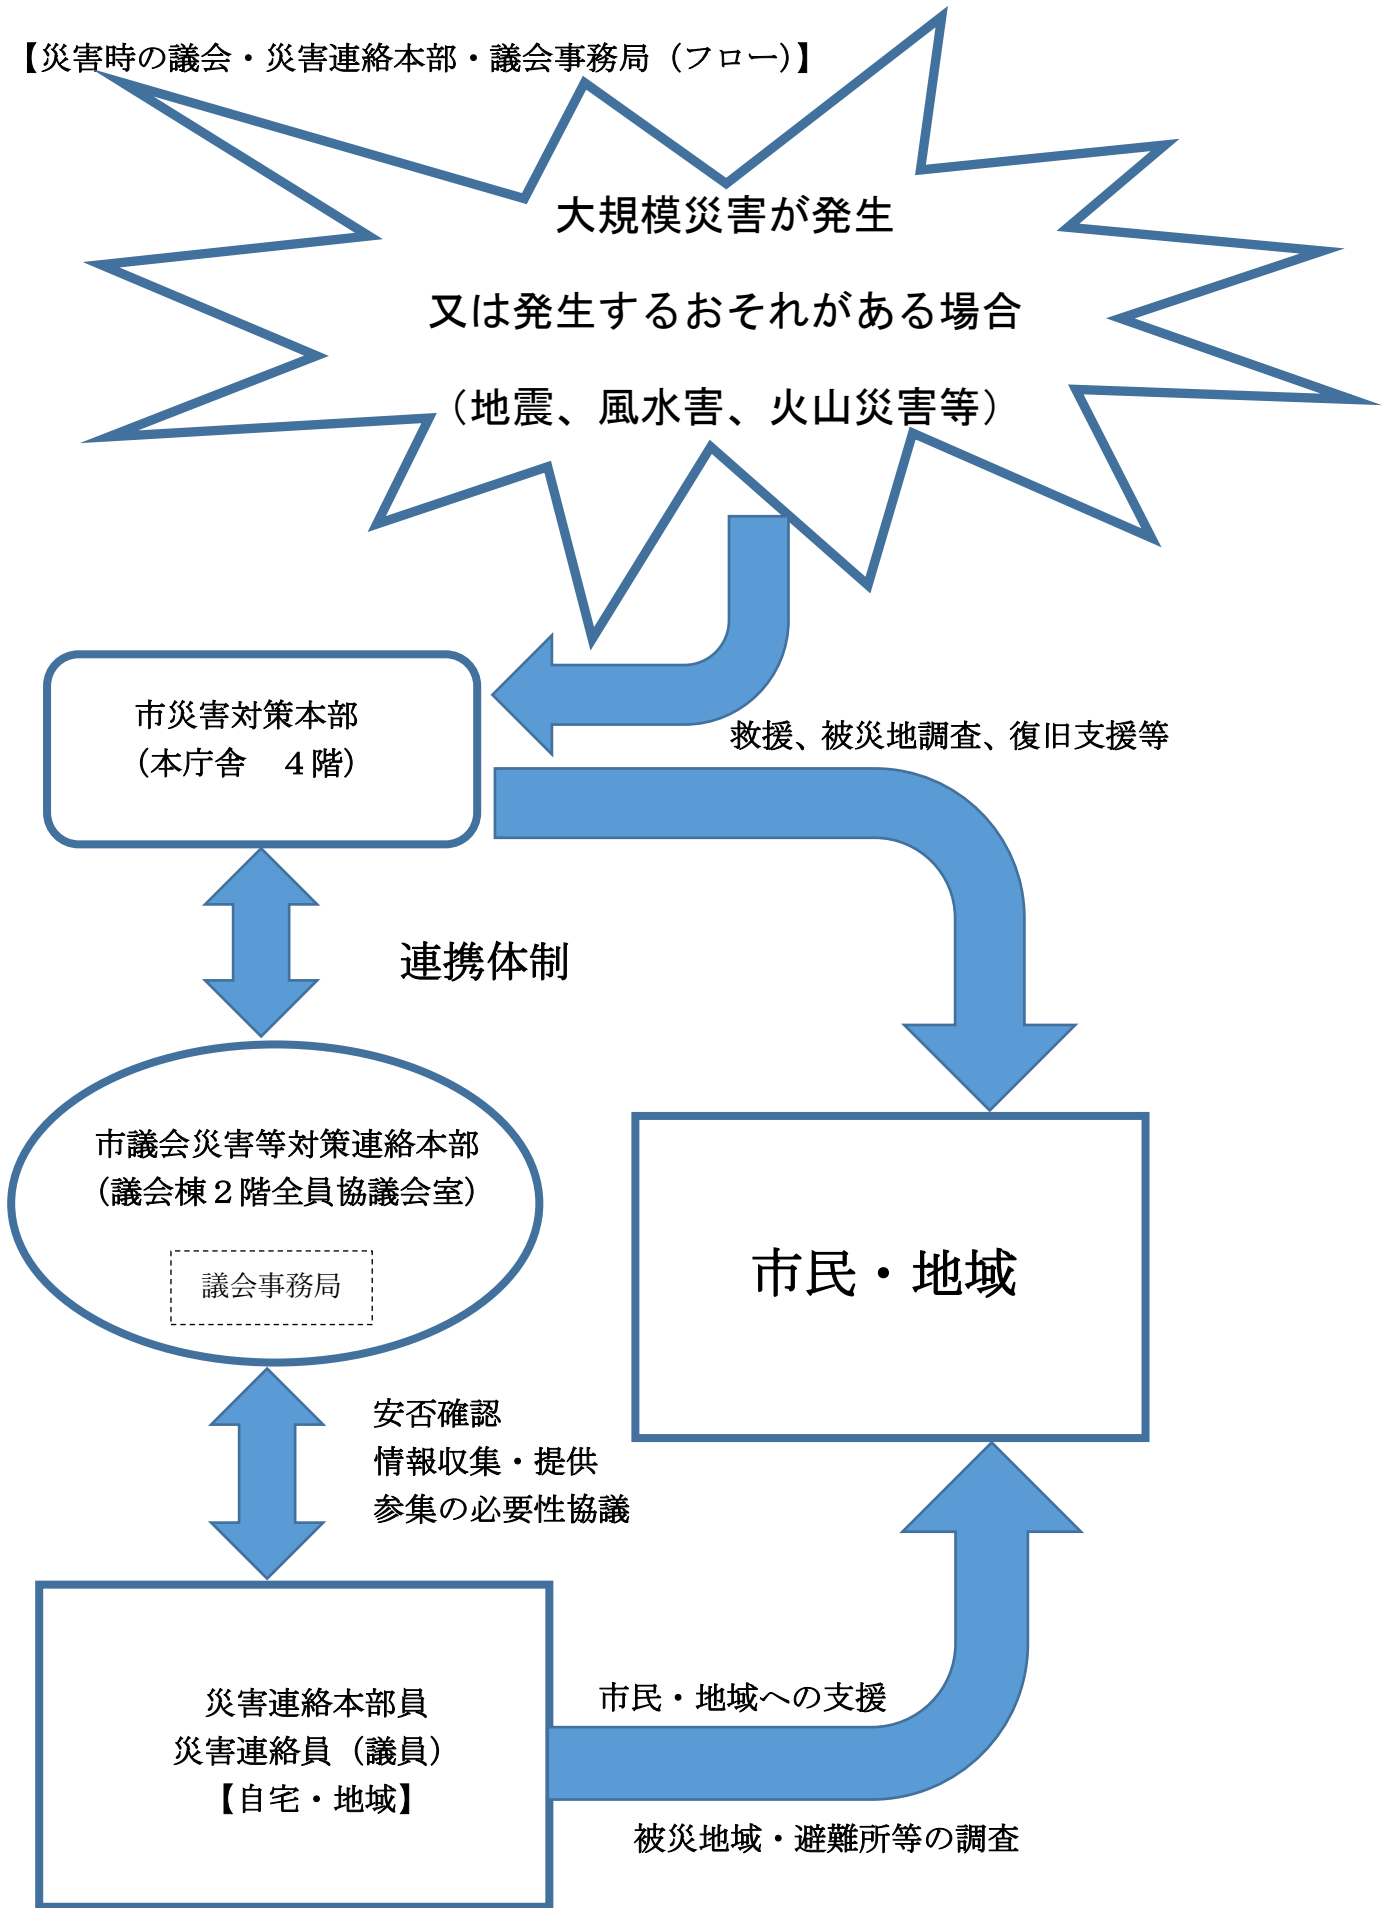 【災害時の議会・災害連絡本部・議会事務局（フロー）】
大規模災害が発生
又は発生するおそれがある場合
（地震、風水害、火山災害等）
市災害対策本部
（本庁舎　４階）
救援、被災地調査、復旧支援等
連携体制
市議会災害等対策連絡本部
（議会棟２階全員協議会室）
議会事務局
市民・地域
安否確認
情報収集・提供
参集の必要性協議
災害連絡本部員
災害連絡員（議員）
【自宅・地域】
市民・地域への支援
被災地域・避難所等の調査